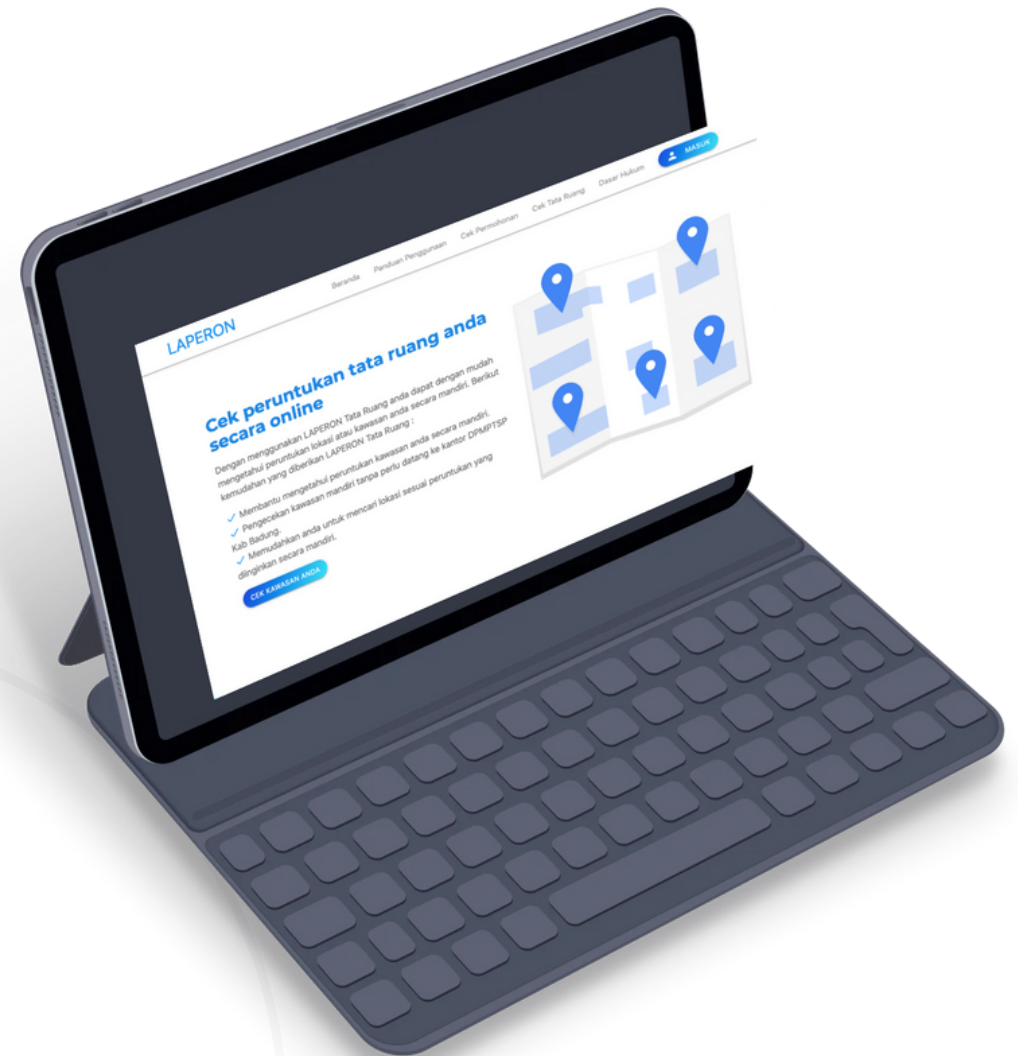 LAPERON
Beranda
Panduan Penggunaan
Cek Permohonan
Cek Tata Ruang
Dasar Hukum
MASUK
Cek peruntukan tata ruang anda
secara online
Dengan menggunakan LAPERON Tata Ruang anda dapat dengan mudah
mengetahui peruntukan lokasi atau kawasan anda secara mandiri. Berikut
kemudahan yang diberikan LAPERON Tata Ruang :
✓ Membantu mengetahui peruntukan kawasan anda secara mandiri.
✓ Pengecekan kawasan mandiri tanpa perlu datang ke kantor DPMPTSP
Kab Badung.
✓ Memudahkan anda untuk mencari lokasi sesuai peruntukan yang
diinginkan secara mandiri.
CEK KAWASAN ANDA